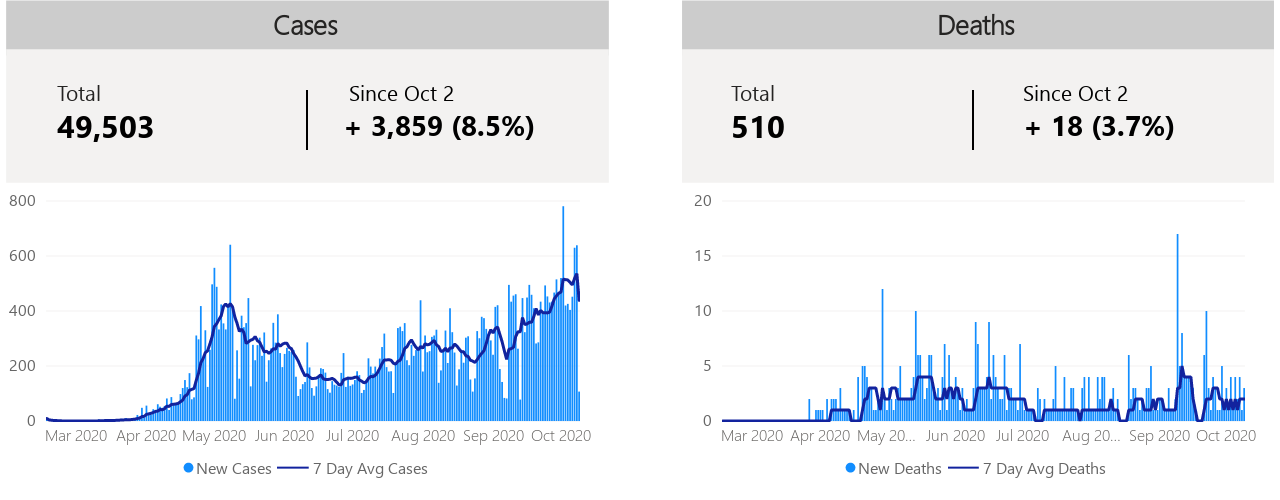 Cases
Total
Since Oct 2
49,503
+ 3,859 (8.5%)
800
600
400
200
0
Mar 2020 Apr 2020 May 2020 Jun 2020 Jul 2020 Aug 2020 Sep 2020 Oct 2020
New Cases 7 Day Avg Cases
Deaths
Total
Since Oct 2
510
+ 18 (3.7%)
20
15
10
5
0
Mar 2020 Apr 2020 May 20... Jun 2020 Jul 2020 Aug 20... Sep 2020 Oct 2020
New Deaths 7 Day Avg Deaths